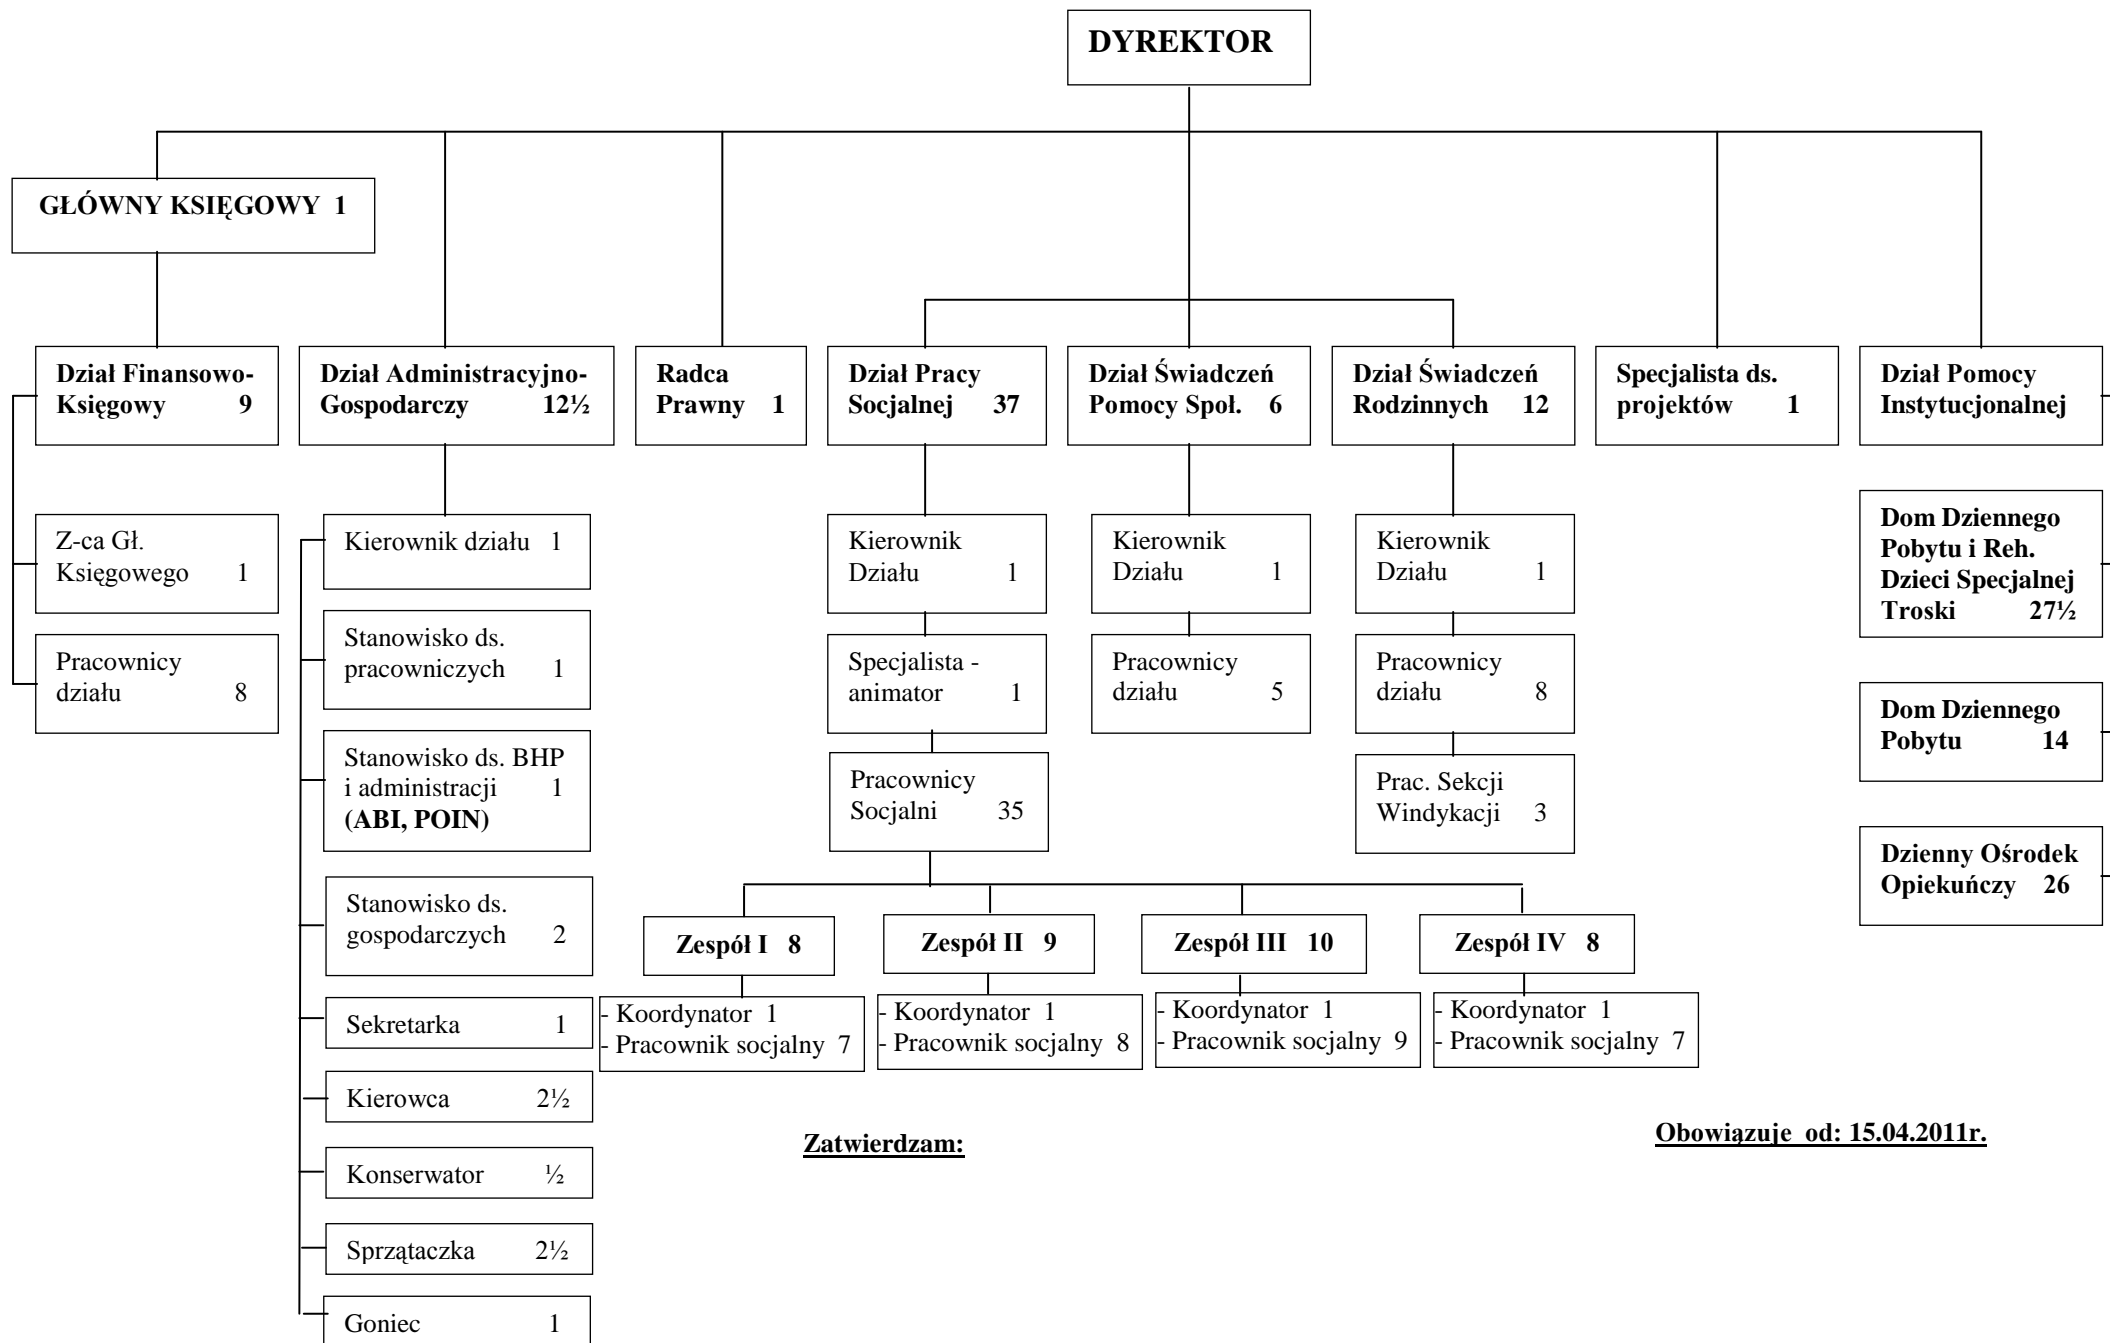 DYREKTOR
GŁÓWNY KSIĘGOWY 1
Dział Finansowo-
Księgowy 9
Dział Administracyjno-
Gospodarczy 12½
Radca
Prawny 1
Dział Pracy
Socjalnej 37
Dział Świadczeń
Pomocy Społ. 6
Dział Świadczeń
Rodzinnych 12
Specjalista ds.
projektów 1
Dział Pomocy
Instytucjonalnej
Z-ca Gł.
Księgowego 1
Pracownicy
działu 8
Kierownik działu 1
Stanowisko ds.
pracowniczych 1
Stanowisko ds. BHP
i administracji 1
(ABI, POIN)
Stanowisko ds.
gospodarczych 2
Sekretarka 1
Kierowca 2½
Konserwator ½
Sprzątaczka 2½
Goniec 1
Kierownik
Działu 1
Specjalista -
animator 1
Pracownicy
Socjalni 35
Kierownik
Działu 1
Pracownicy
działu 5
Kierownik
Działu 1
Pracownicy
działu 8
Prac. Sekcji
Windykacji 3
Dom Dziennego
Pobytu i Reh.
Dzieci Specjalnej
Troski 27½
Dom Dziennego
Pobytu 14
Dzienny Ośrodek
Opiekuńczy 26
Zespół I 8
- Koordynator 1
- Pracownik socjalny 7
Zespół II 9
- Koordynator 1
- Pracownik socjalny 8
Zespół III 10
- Koordynator 1
- Pracownik socjalny 9
Zespół IV 8
- Koordynator 1
- Pracownik socjalny 7
Zatwierdzam:
Obowiązuje od: 15.04.2011r.